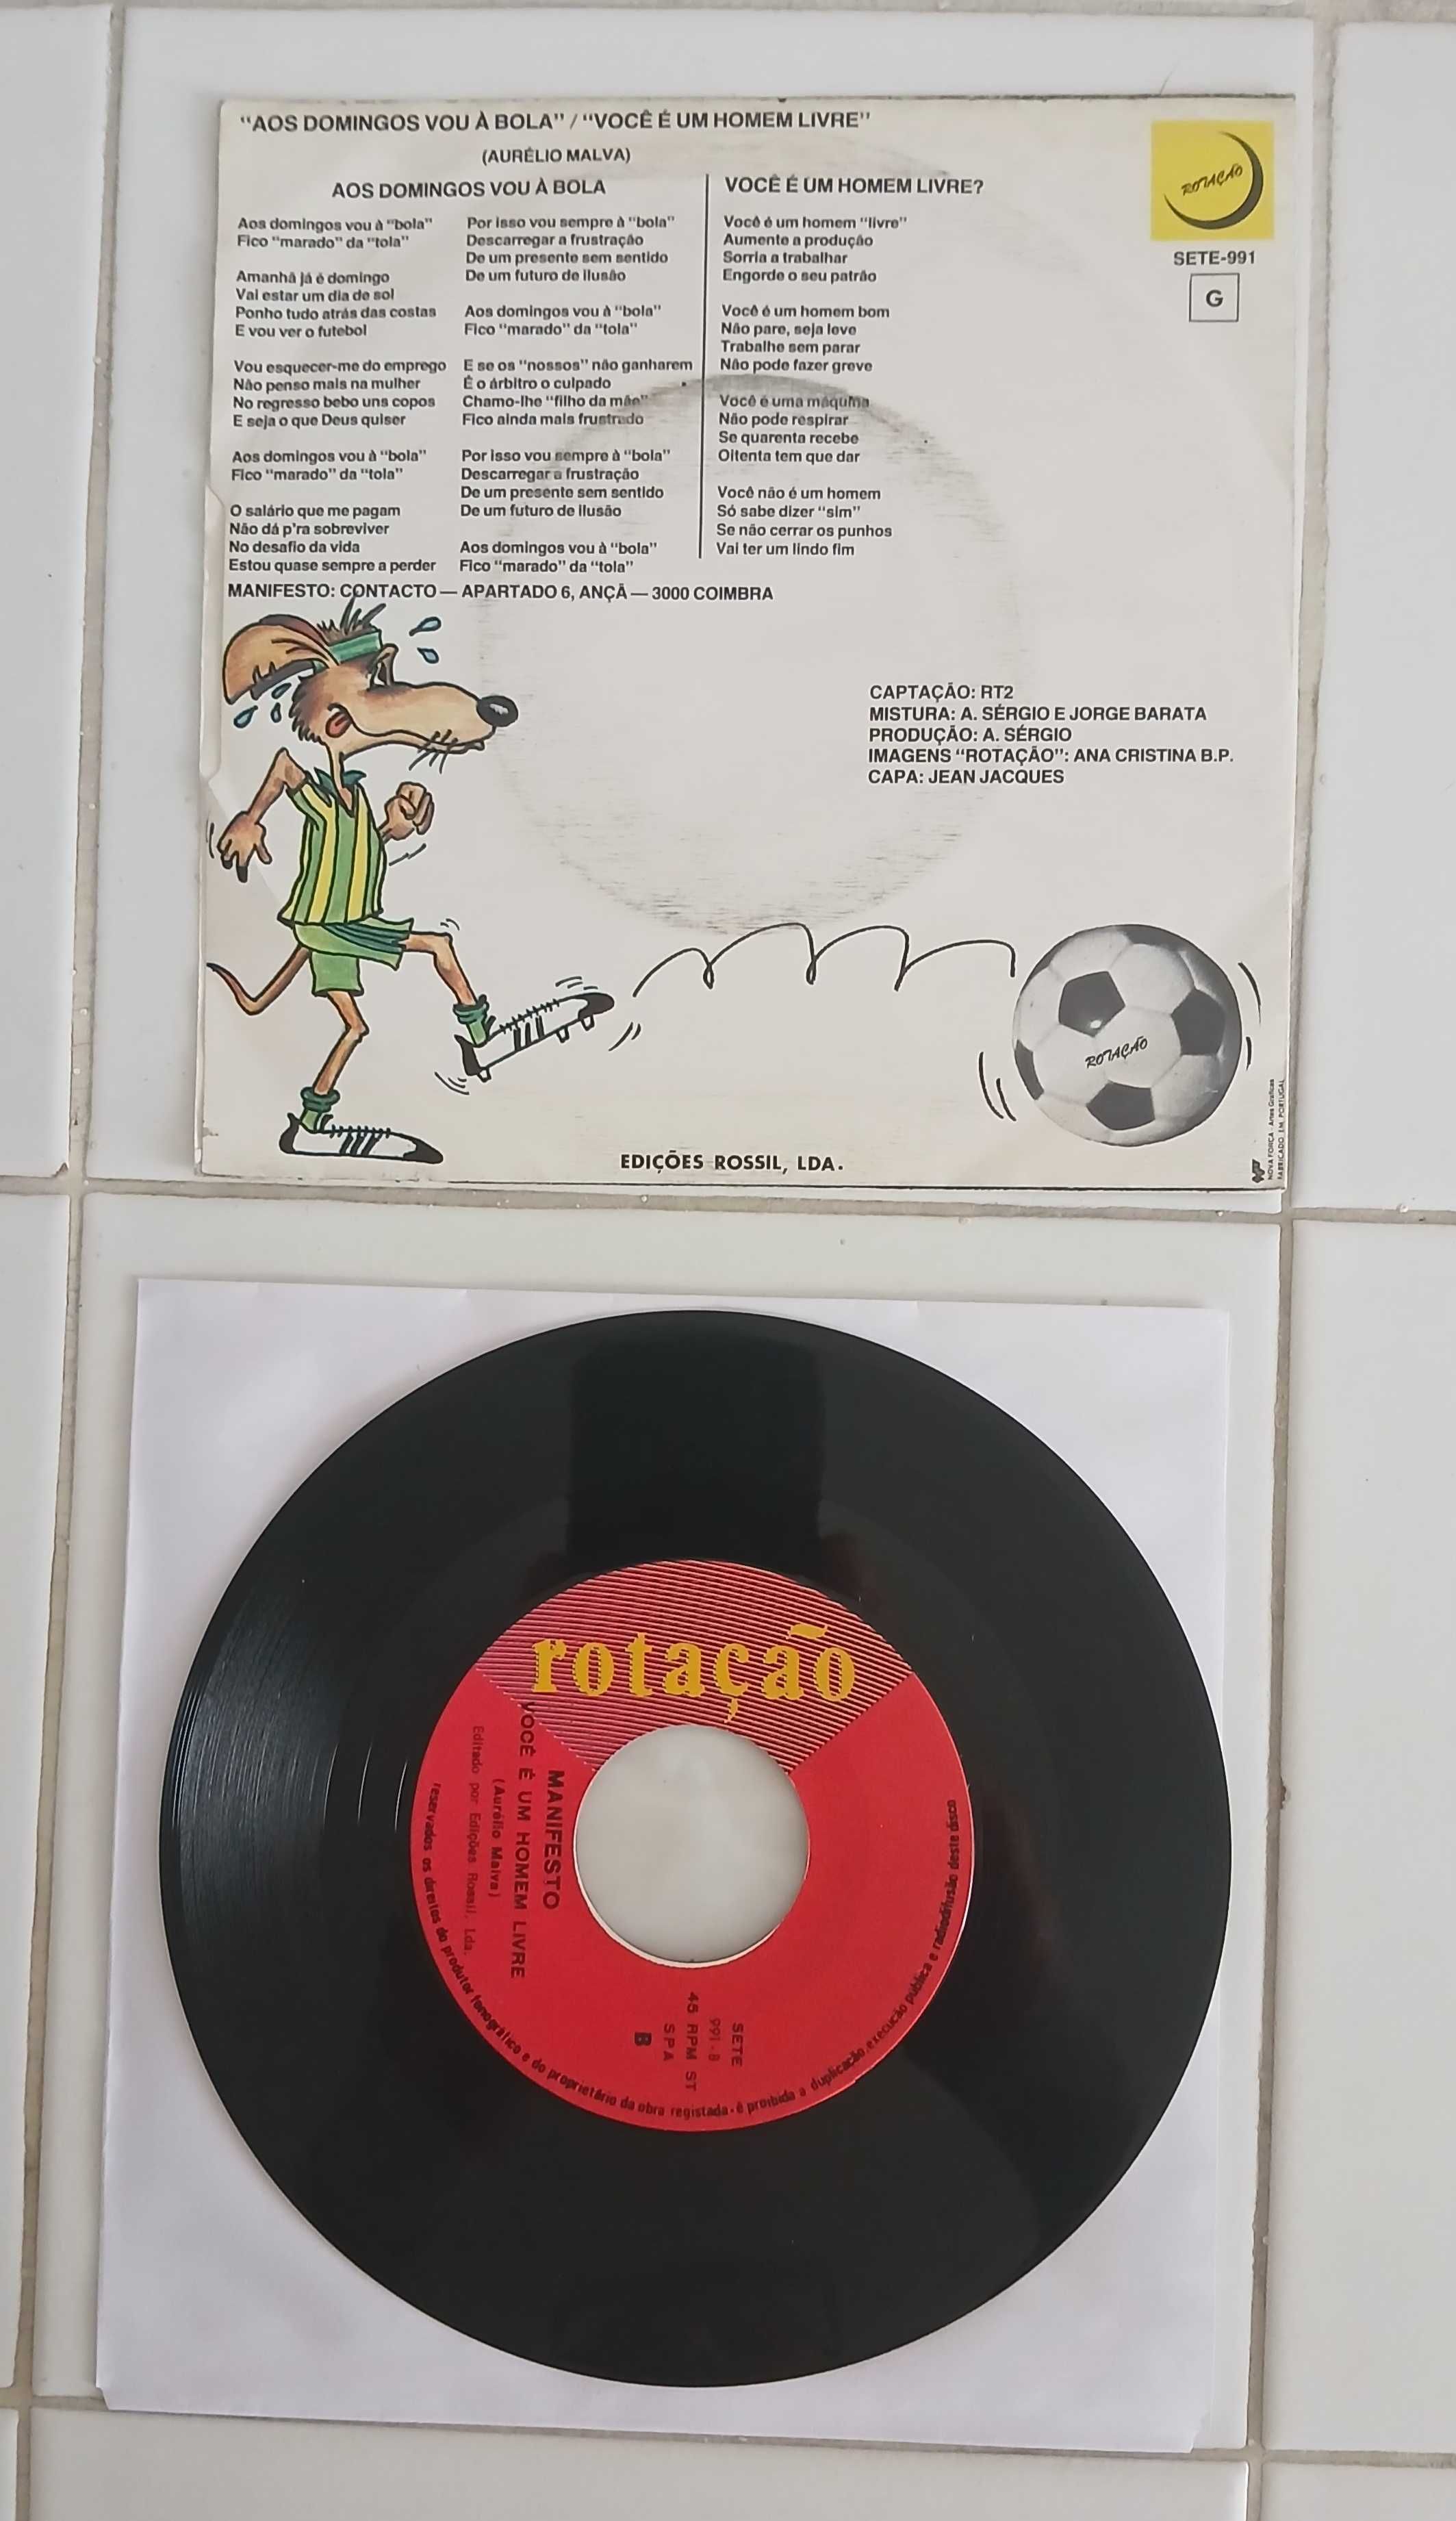 "AOS DOMINGOS VOU À BOLA" / "VOCÊ É UM HOMEM LIVRE"
(AURÉLIO MALVA)
AOS DOMINGOS VOU À BOLA
Aos domingos vou à "bola"
Fico "marado" da "tola"
Amanhã já é domingo
Vai estar um dia de sol
Ponho tudo atrás das costas
E vou ver o futebol
Vou esquecer-me do emprego
Não penso mais na mulher
No regresso bebo uns copos
E seja o que Deus quiser
Aos domingos vou à "bola"
Fico "marado" da "tola"
O salário que me pagam
Não dá p'ra sobreviver
No desafio da vida
Estou quase sempre a perder
Por isso vou sempre à "bola"
Descarregar a frustração
De um presente sem sentido
De um futuro de ilusão
Aos domingos vou à "bola"
Fico "marado" da "tola"
E se os "nossos" não ganharem
É o árbitro o culpado
Chamo-lhe "filho da mãe"
Fico ainda mais frustrado
Por isso vou sempre à "bola"
Descarregar a frustração
De um presente sem sentido
De um futuro de ilusão
Aos domingos vou à "bola"
Fico "marado" da "tola"
VOCÊ É UM HOMEM LIVRE?
Você é um homem "livre"
Aumente a produção
Sorria a trabalhar
Engorde o seu patrão
Você é um homem bom
Não pare, seja leve
Trabalhe sem parar
Não pode fazer greve
Você é uma máquina
Não pode respirar
Se quarenta recebe
Oitenta tem que dar
Você não é um homem
Só sabe dizer "sim"
Se não cerrar os punhos
Vai ter um lindo fim
ROTAÇÃO
SETE-991
G
MANIFESTO: CONTACTO — APARTADO 6, ANÇÃ — 3000 COIMBRA
CAPTAÇÃO: RT2
MISTURA: A. SÉRGIO E JORGE BARATA
PRODUÇÃO: A. SÉRGIO
IMAGENS "ROTAÇÃO": ANA CRISTINA B.P.
CAPA: JEAN JACQUES
ROTAÇÃO
EDIÇÕES ROSSIL, LDA.
NOVA FORÇA - Artes Gráficas
FABRICADO EM PORTUGAL
rotação
MANIFESTO
VOCÊ É UM HOMEM LIVRE
(Aurélio Malva)
Editado por Edições Rossil, Lda.
SETE
991-B
45 RPM ST
SPA
B
reservados os direitos do produtor fonográfico e do proprietário da obra registada - é proibida a duplicação, execução pública e radiodifusão deste disco